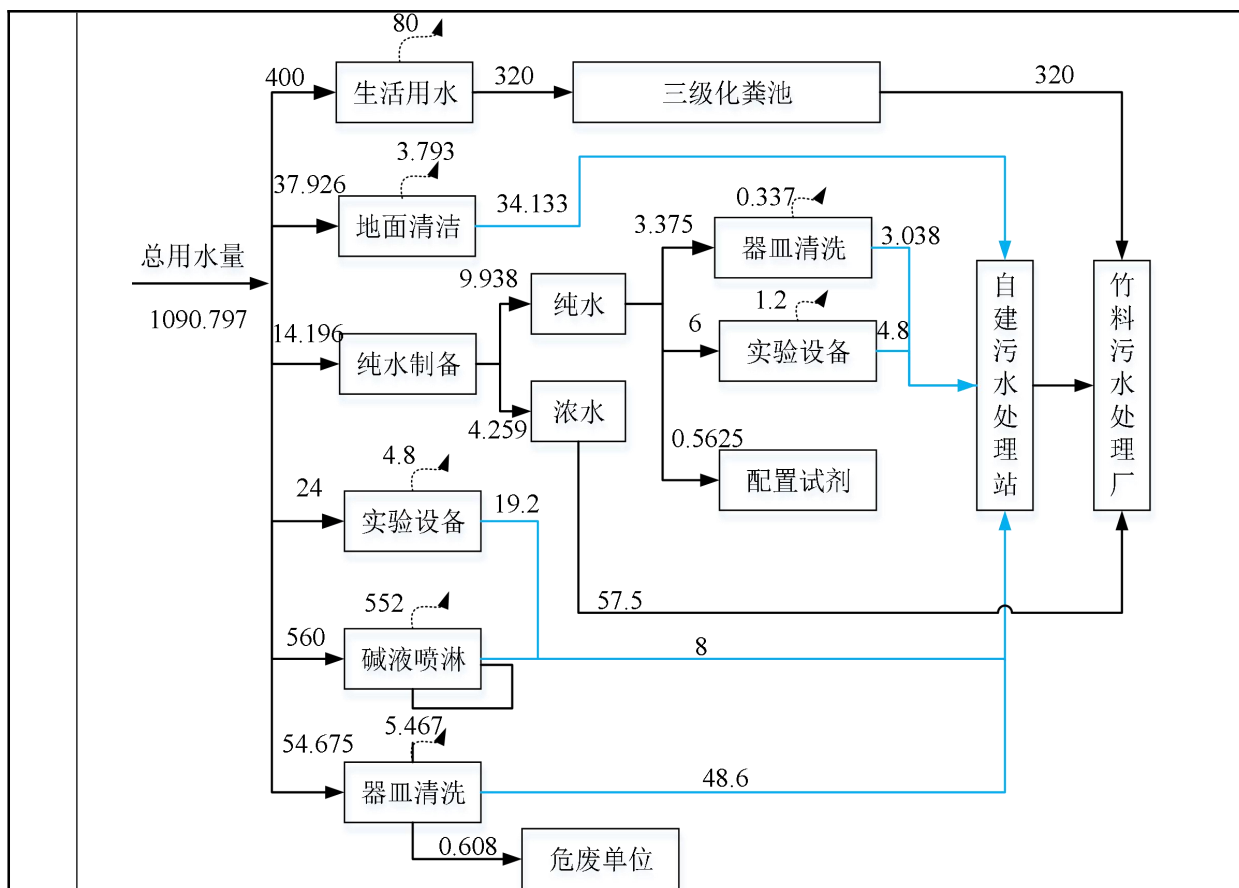 80
400
生活用水
320
三级化粪池
320
3.793
37.926
地面清洁
34.133
0.337
3.375
器皿清洗
3.038
总用水量
1090.797
9.938
纯水
1.2
6
实验设备
4.8
14.196
纯水制备
4.259
浓水
0.5625
配置试剂
自建污水处理站
竹料污水处理厂
4.8
24
实验设备
19.2
57.5
552
560
碱液喷淋
8
5.467
54.675
器皿清洗
48.6
0.608
危废单位